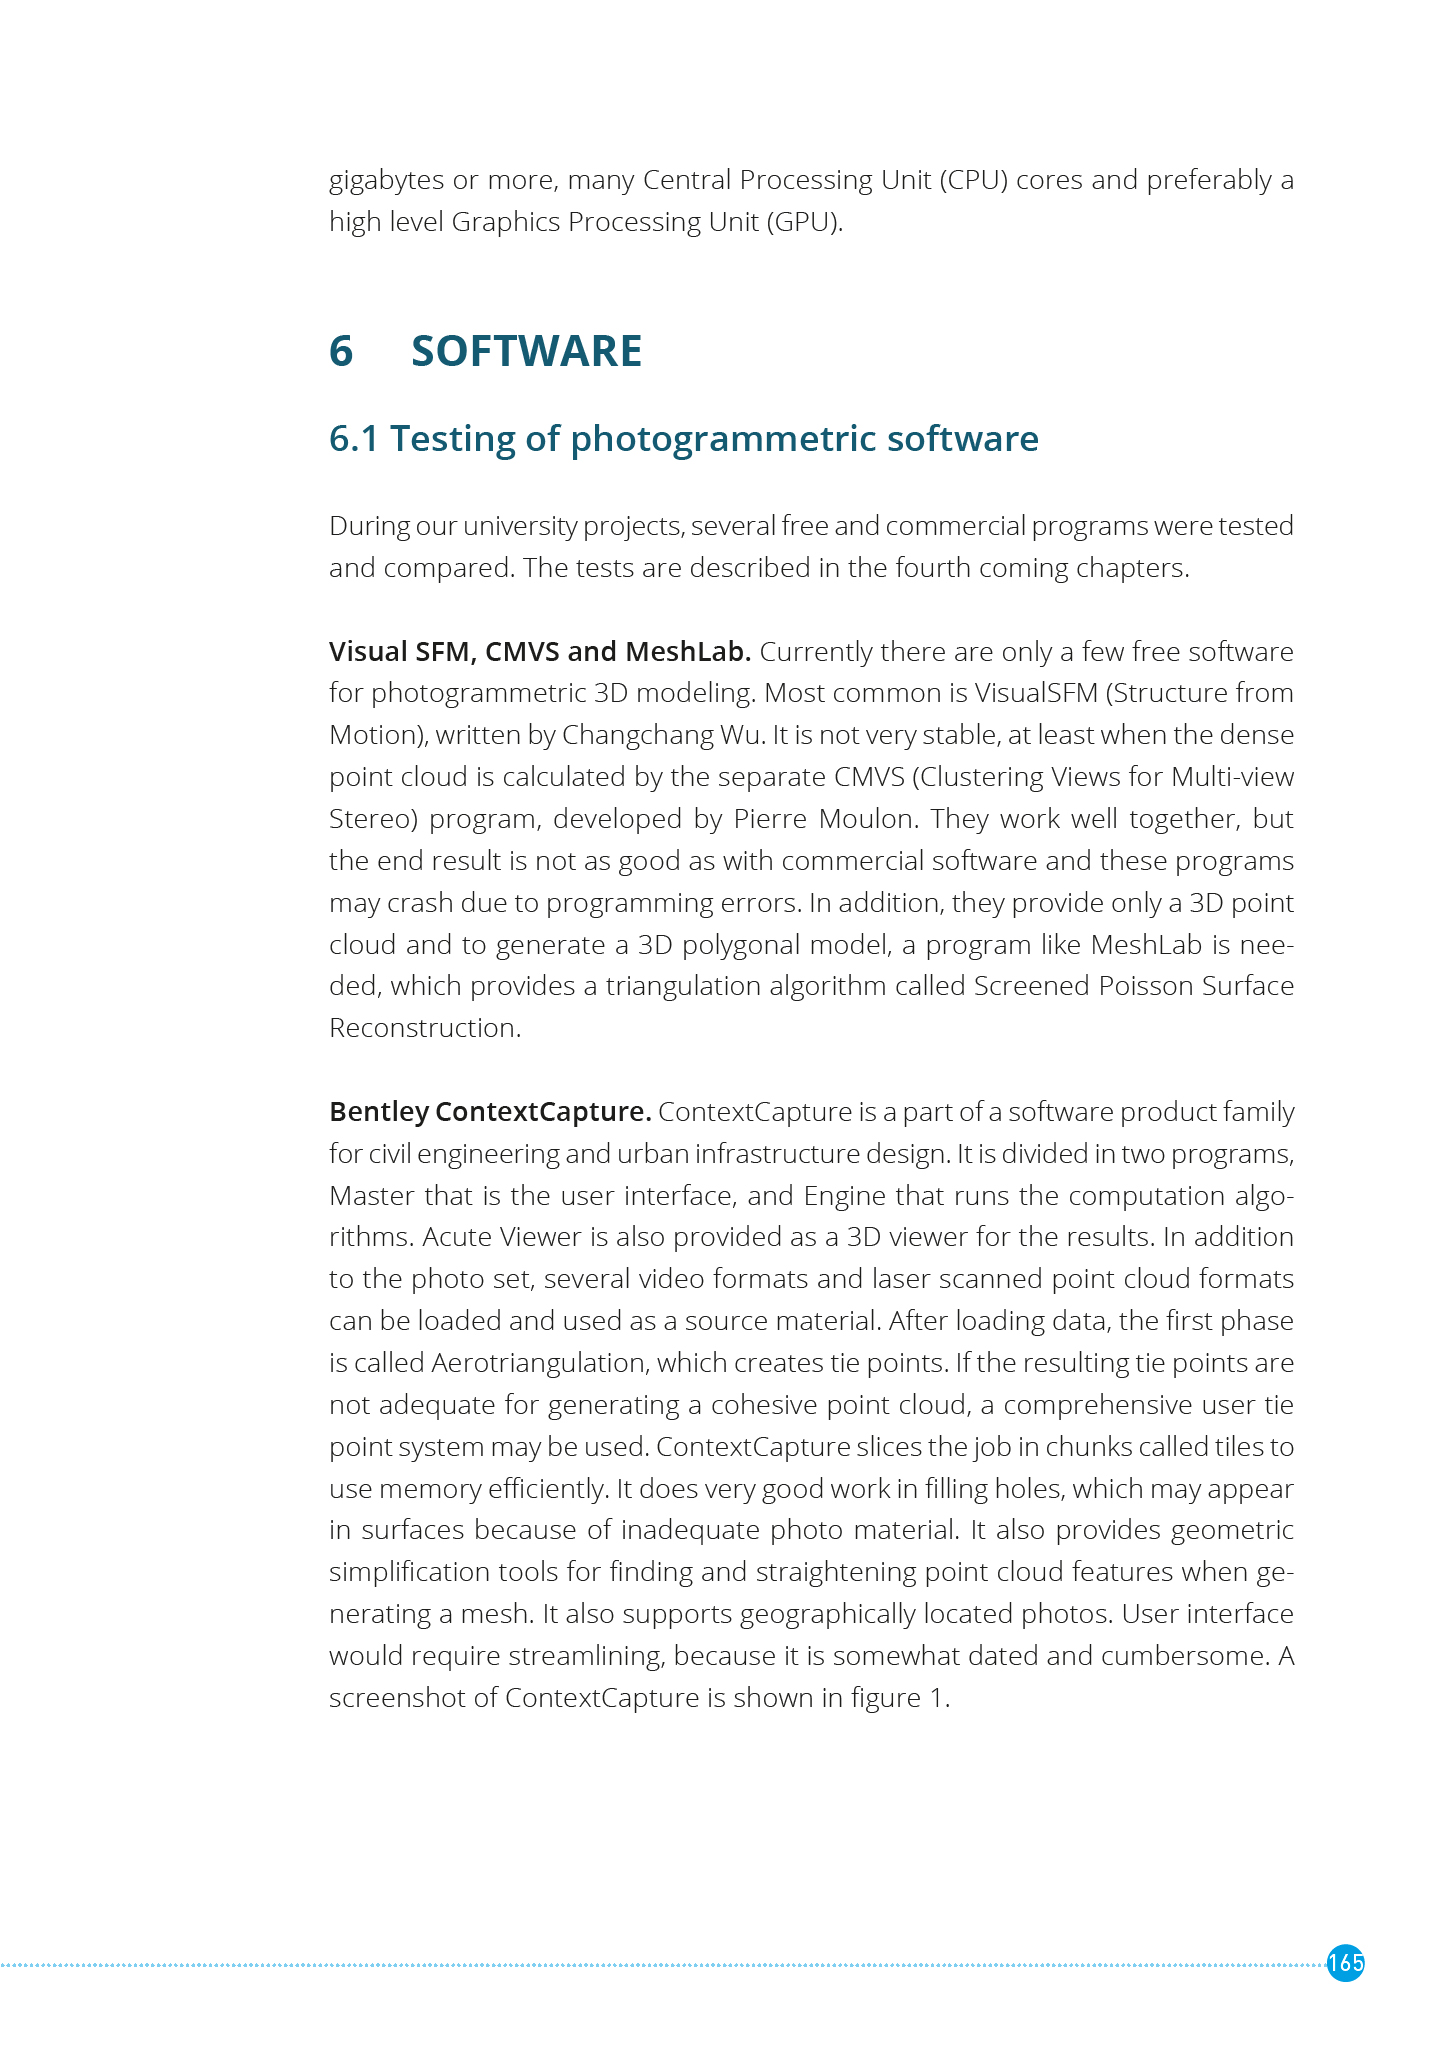 gigabytes or more, many Central Processing Unit (CPU) cores and preferably a
high level Graphics Processing Unit (GPU).
6 SOFTWARE
6.1 Testing of photogrammetric software
During our university projects, several free and commercial programs were tested
and compared. The tests are described in the fourth coming chapters.
Visual SFM, CMVS and MeshLab. Currently there are only a few free software
for photogrammetric 3D modeling. Most common is VisualSFM (Structure from
Motion), written by Changchang Wu. It is not very stable, at least when the dense
point cloud is calculated by the separate CMVS (Clustering Views for Multi-view
Stereo) program, developed by Pierre Moulon. They work well together, but
the end result is not as good as with commercial software and these programs
may crash due to programming errors. In addition, they provide only a 3D point
cloud and to generate a 3D polygonal model, a program like MeshLab is nee-
ded, which provides a triangulation algorithm called Screened Poisson Surface
Reconstruction.
Bentley ContextCapture. ContextCapture is a part of a software product family
for civil engineering and urban infrastructure design. It is divided in two programs,
Master that is the user interface, and Engine that runs the computation algo-
rithms. Acute Viewer is also provided as a 3D viewer for the results. In addition
to the photo set, several video formats and laser scanned point cloud formats
can be loaded and used as a source material. After loading data, the first phase
is called Aerotriangulation, which creates tie points. If the resulting tie points are
not adequate for generating a cohesive point cloud, a comprehensive user tie
point system may be used. ContextCapture slices the job in chunks called tiles to
use memory efficiently. It does very good work in filling holes, which may appear
in surfaces because of inadequate photo material. It also provides geometric
simplification tools for finding and straightening point cloud features when ge-
nerating a mesh. It also supports geographically located photos. User interface
would require streamlining, because it is somewhat dated and cumbersome. A
screenshot of ContextCapture is shown in figure 1.
165